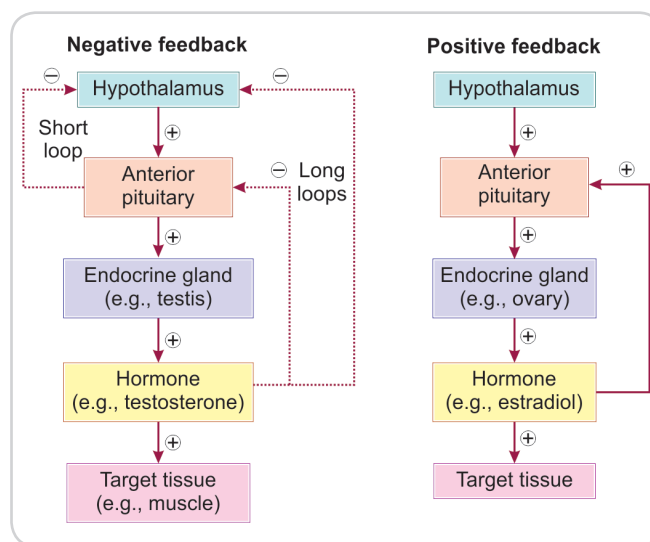 Negative feedback
−
−
Hypothalamus
+
Short
loop
−
Long
loops
Anterior
pituitary
+
Endocrine gland
(e.g., testis)
+
Hormone
(e.g., testosterone)
+
Target tissue
(e.g., muscle)
Positive feedback
Hypothalamus
+
+
Anterior
pituitary
+
Endocrine gland
(e.g., ovary)
+
Hormone
(e.g., estradiol)
+
Target tissue